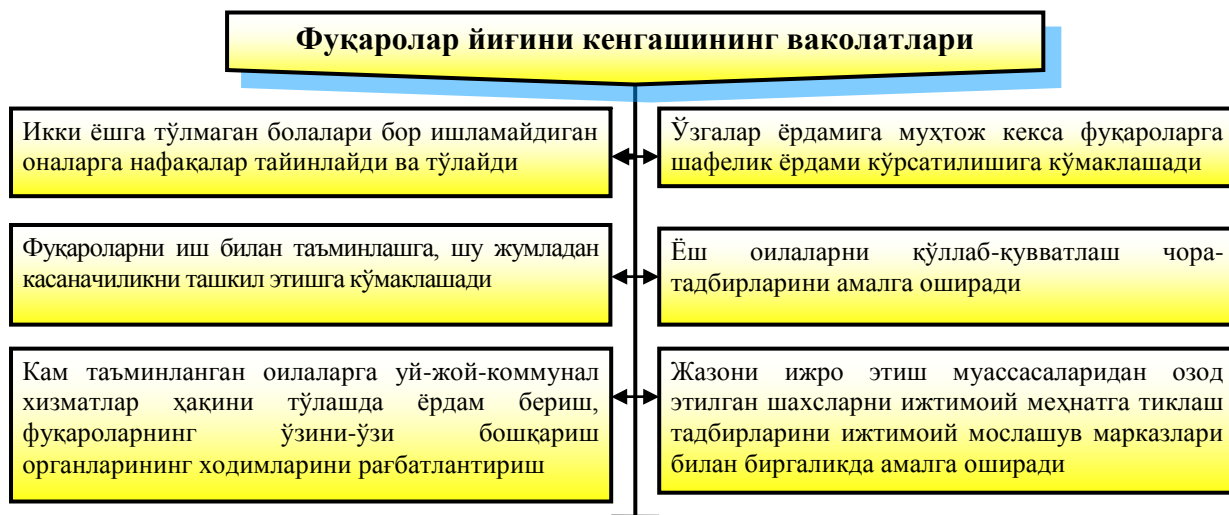 Фуқаролар йиғини кенгашининг ваколатлари
Икки ёшга тўлмаган болалари бор ишламайдиган
оналарга нафақалар тайинлайди ва тўлайди
Ўзгалар ёрдамига муҳтож кекса фуқароларга
шафелик ёрдами кўрсатилишига кўмаклашади
Фуқароларни иш билан таъминлашга, шу жумладан
касаначиликни ташкил этишга кўмаклашади
Ёш оилаларни қўллаб-қувватлаш чора-
тадбирларини амалга оширади
Кам таъминланган оилаларга уй-жой-коммунал
хизматлар ҳақини тўлашда ёрдам бериш,
фуқароларнинг ўзини-ўзи бошқариш
органларининг ходимларини рағбатлантириш
Жазони ижро этиш муассасаларидан озод
этилган шахсларни ижтимоий меҳнатга тиклаш
тадбирларини ижтимоий мослашув марказлари
билан биргаликда амалга оширади